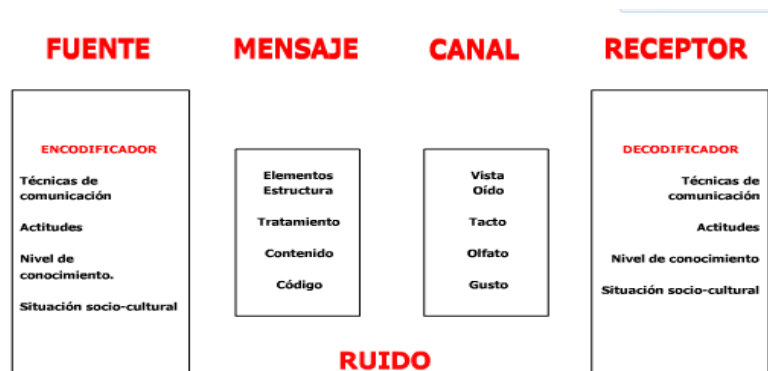 FUENTE
MENSAJE
CANAL
RECEPTOR
ENCODIFICADOR
Técnicas de
comunicación
Actitudes
Nivel de
conocimiento.
Situación socio-cultural
Elementos
Estructura
Tratamiento
Contenido
Código
Vista
Oído
Tacto
Olfato
Gusto
DECODIFICADOR
Técnicas de
comunicación
Actitudes
Nivel de conocimiento
Situación socio-cultural
RUIDO